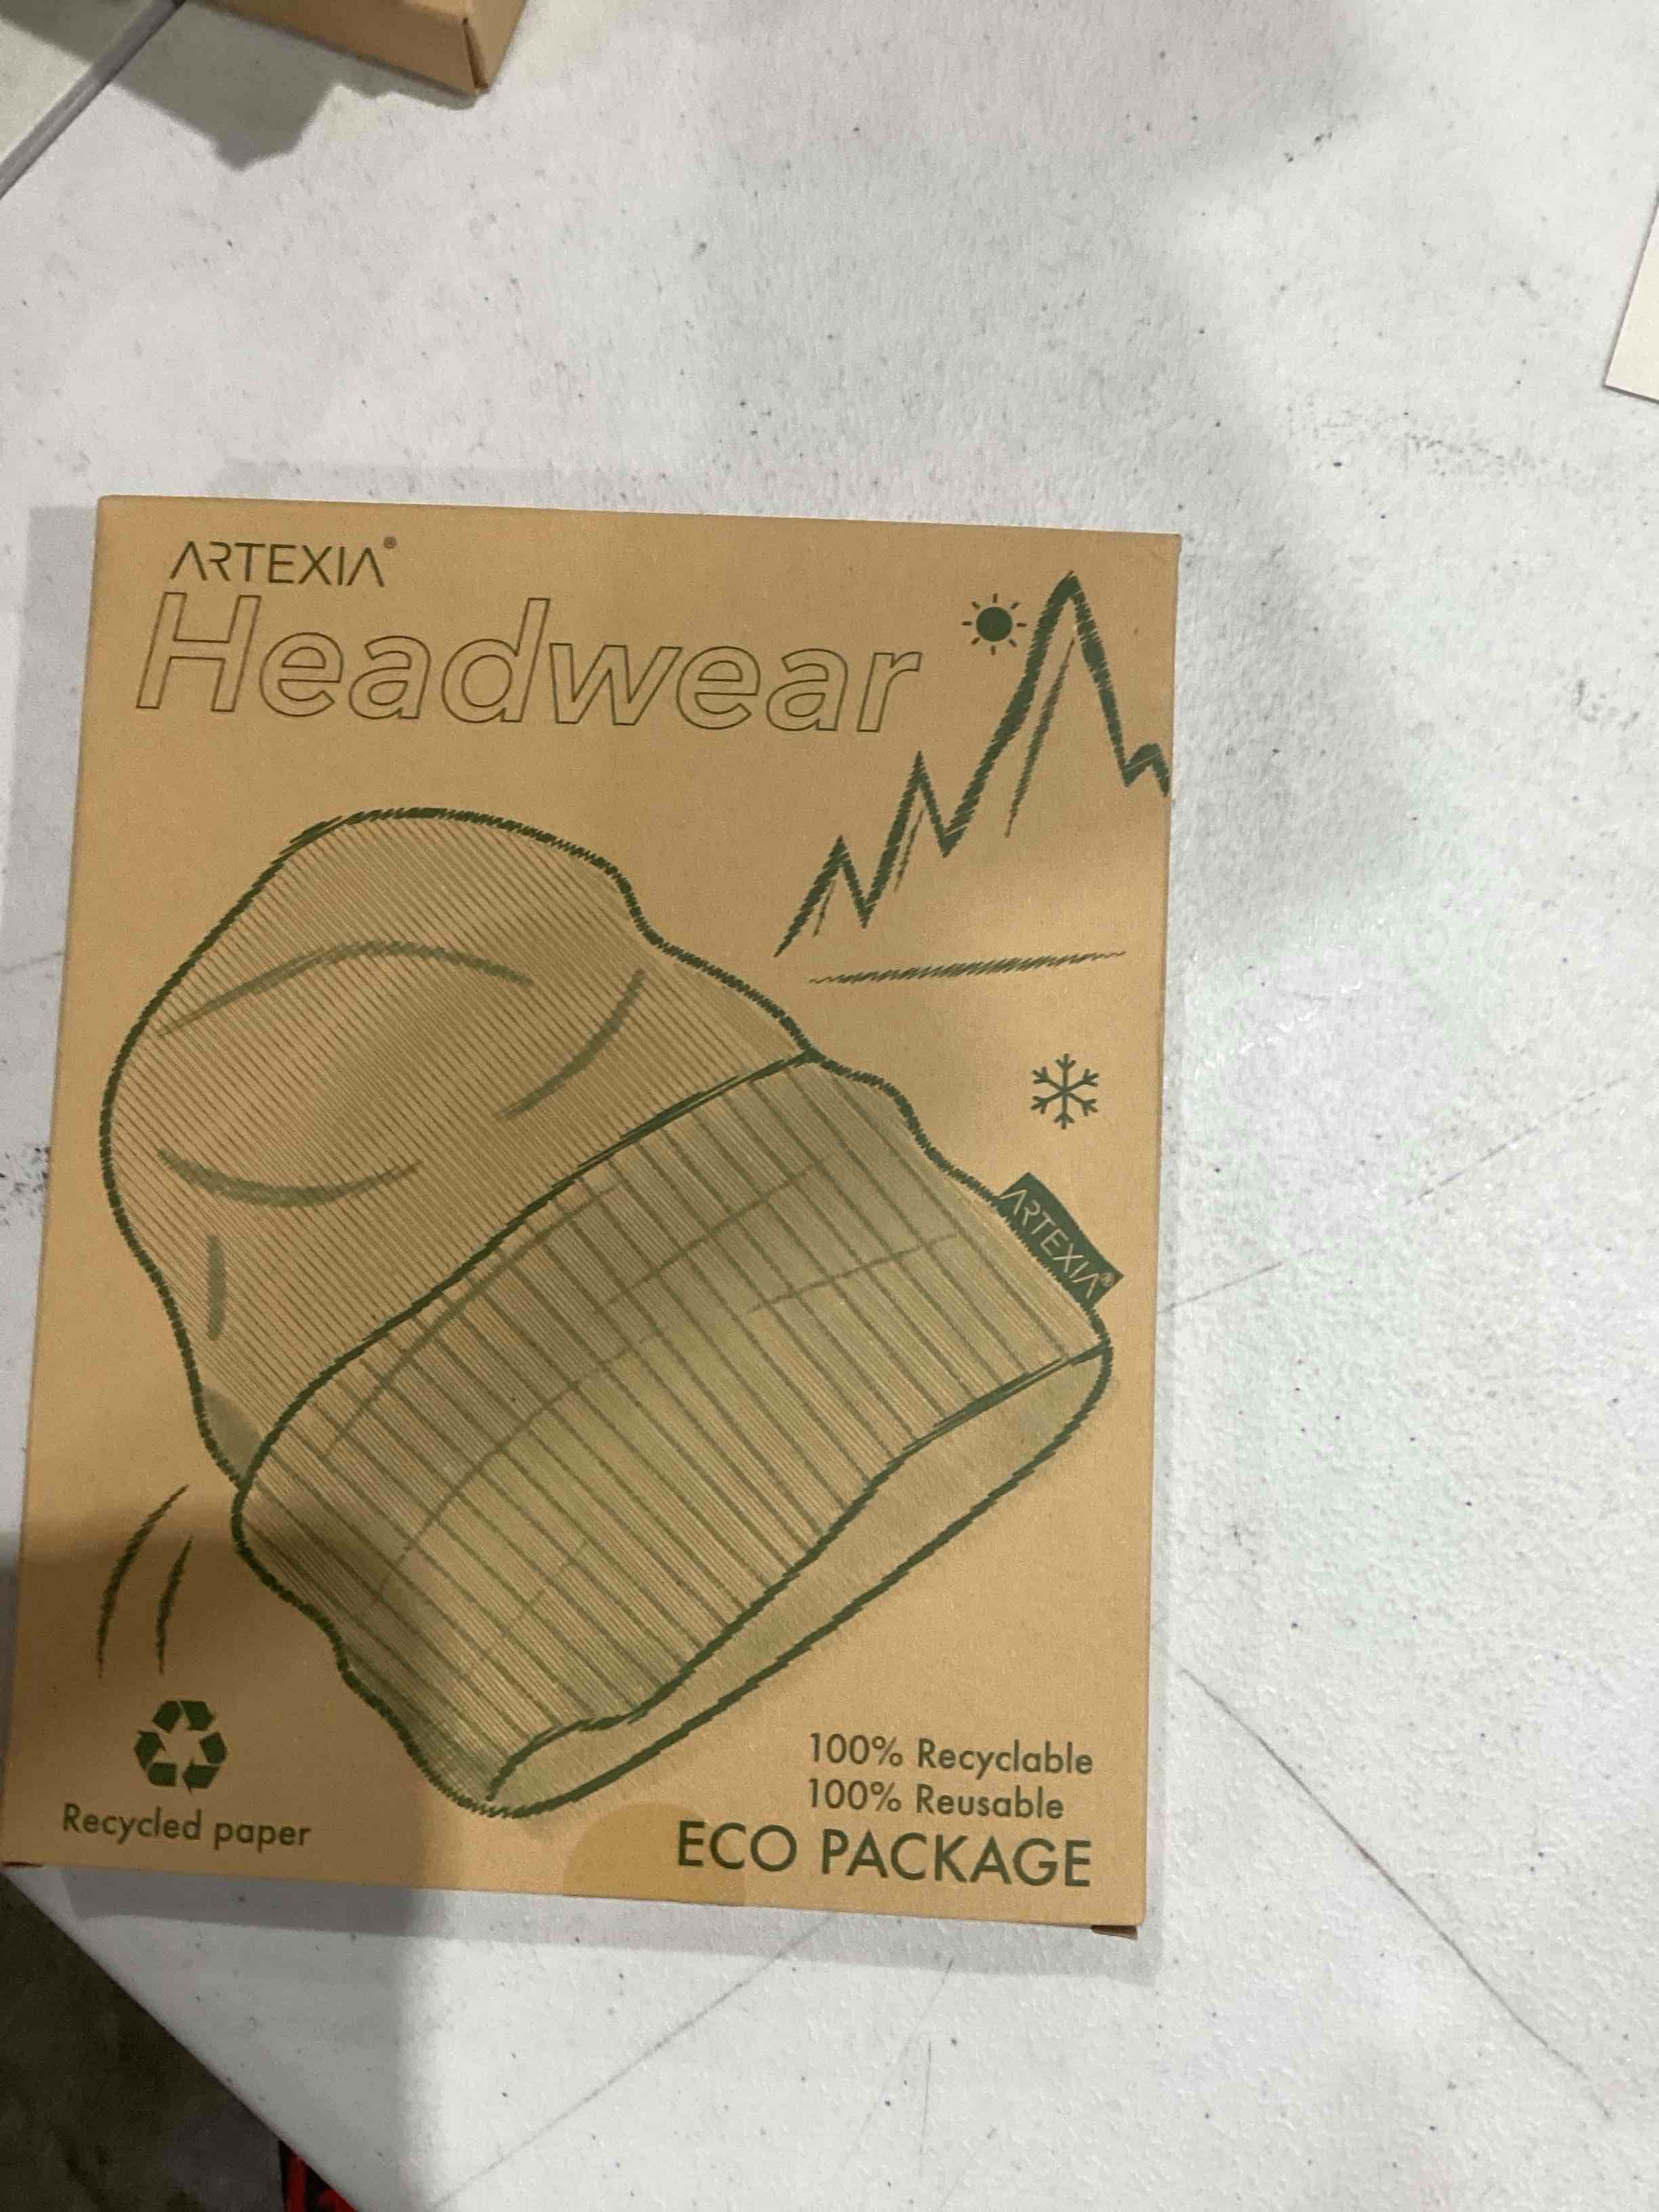 ARTEXIA®
Headwear
ARTEXIA®
100% Recyclable
100% Reusable
ECO PACKAGE
Recycled paper